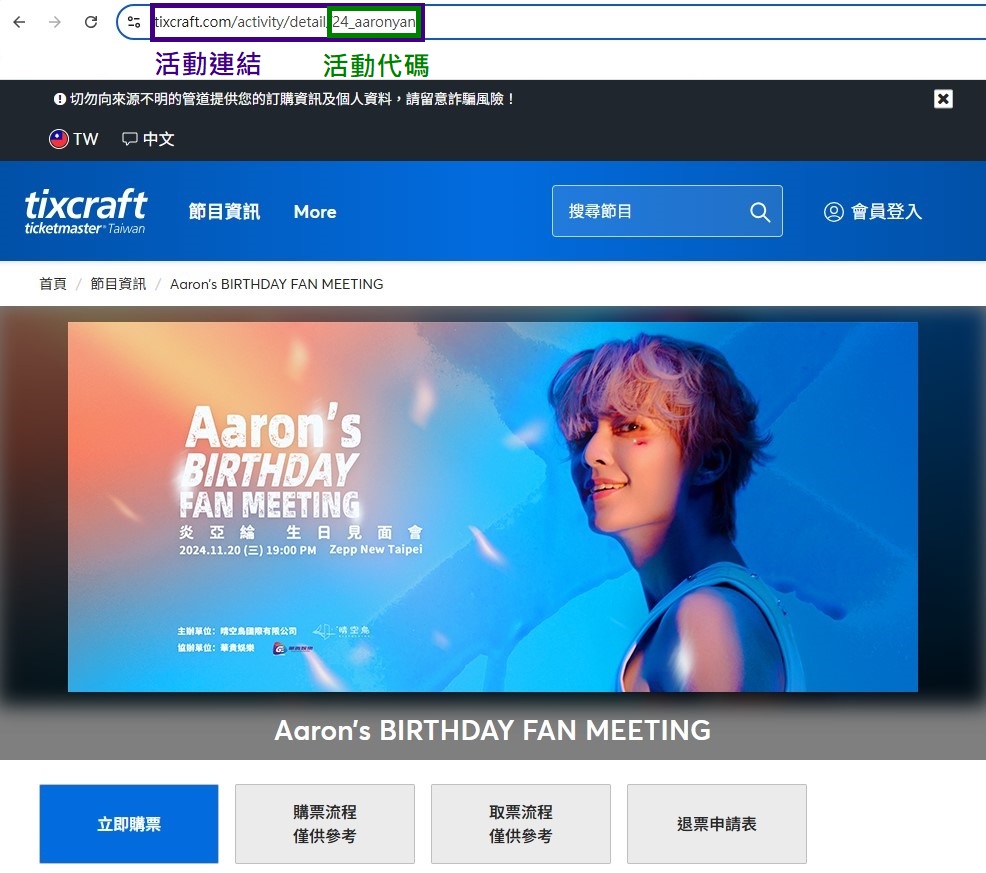 tixcraft.com/activity/detail/24_aaronyan
活動連結
活動代碼
切勿向來源不明的管道提供您的訂購資訊及個人資料，請留意詐騙風險！
TW
中文
tixcraft
ticketmaster® Taiwan
節目資訊
More
搜尋節目
會員登入
首頁 / 節目資訊 / Aaron's BIRTHDAY FAN MEETING
Aaron's
BIRTHDAY
FAN MEETING
炎亞綸 生日見面會
2024.11.20 (三) 19:00 PM Zepp New Taipei
主辦單位：晴空鳥國際有限公司 晴空鳥
協辦單位：華貴娛樂
Aaron's BIRTHDAY FAN MEETING
立即購票
購票流程
僅供參考
取票流程
僅供參考
退票申請表